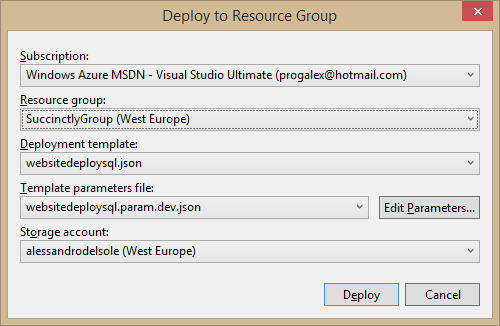 Deploy to Resource Group
Subscription:
Windows Azure MSDN - Visual Studio Ultimate (progalex@hotmail.com)
Resource group:
SuccinctlyGroup (West Europe)
Deployment template:
websitedeploysql.json
Template parameters file:
websitedeploysql.param.dev.json
Edit Parameters...
Storage account:
alessandrodelsole (West Europe)
Deploy Cancel